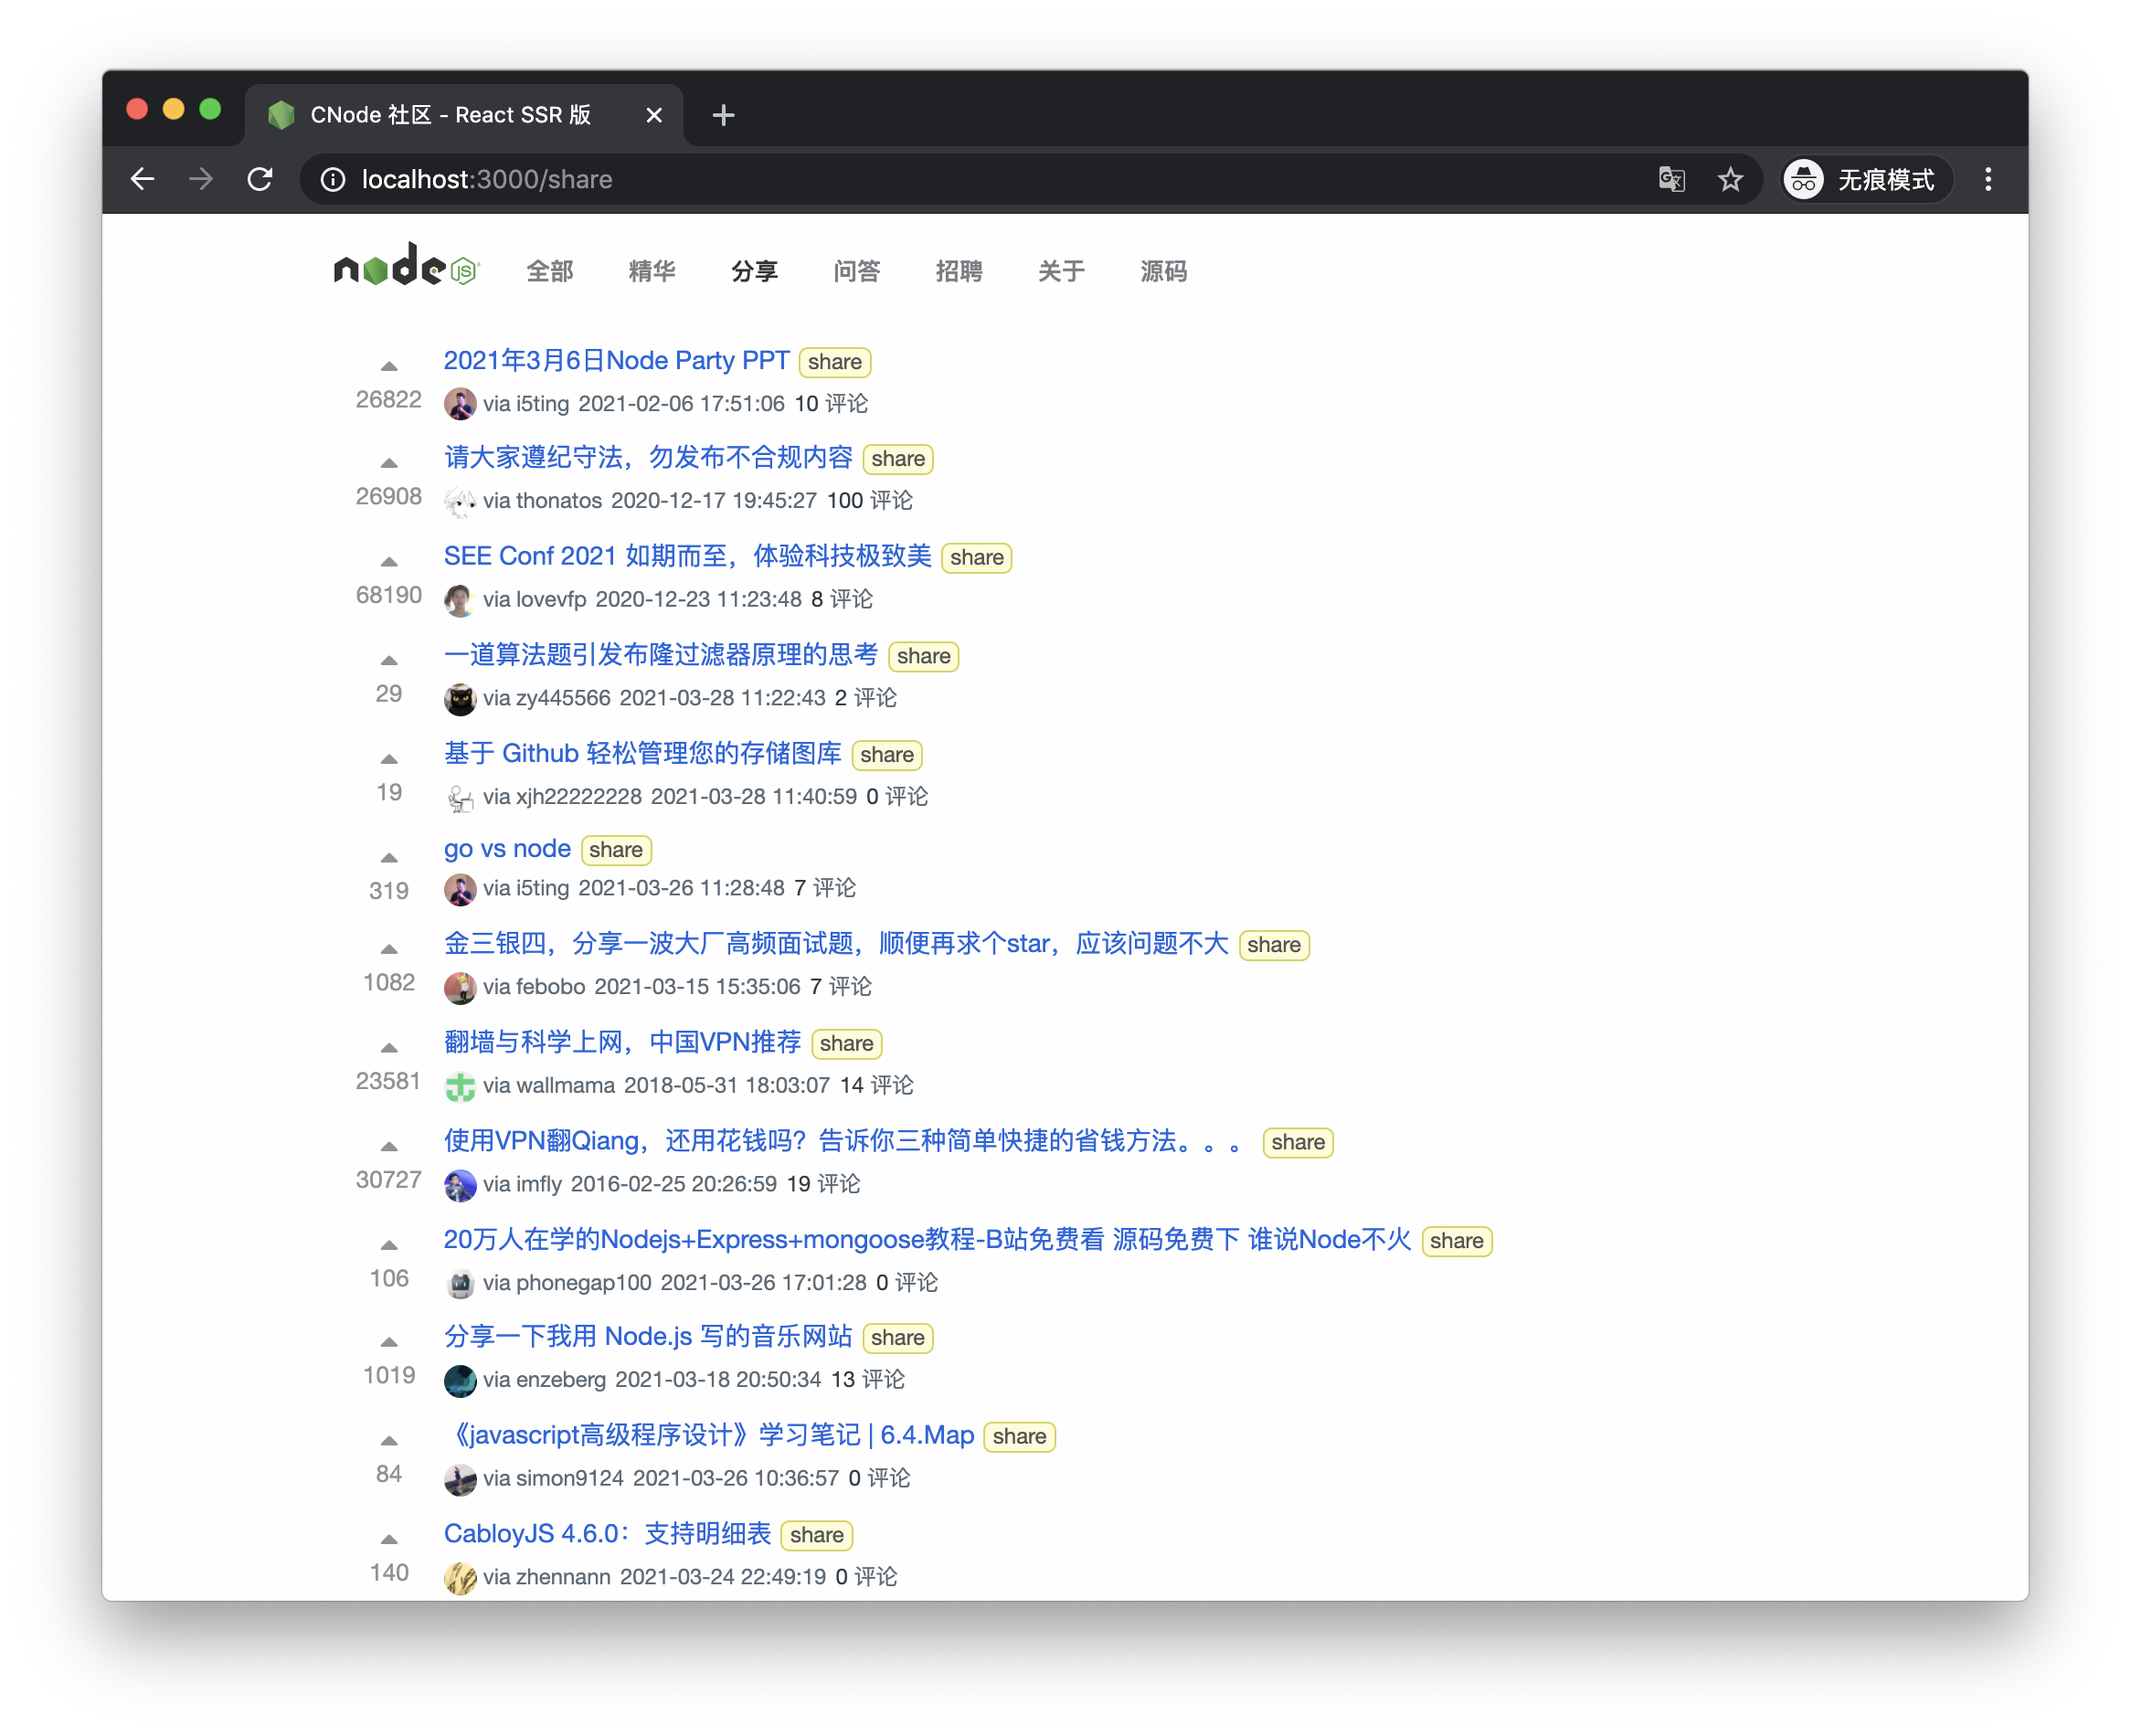 CNode 社区 - React SSR 版
localhost:3000/share
无痕模式
node JS
全部 精华 分享 问答 招聘 关于 源码
2021年3月6日Node Party PPT share
26822 via i5ting 2021-02-06 17:51:06 10 评论
请大家遵纪守法，勿发布不合规内容 share
26908 via thonatos 2020-12-17 19:45:27 100 评论
SEE Conf 2021 如期而至，体验科技极致美 share
68190 via lovevfp 2020-12-23 11:23:48 8 评论
一道算法题引发布隆过滤器原理的思考 share
29 via zy445566 2021-03-28 11:22:43 2 评论
基于 Github 轻松管理您的存储图库 share
19 via xjh22222228 2021-03-28 11:40:59 0 评论
go vs node share
319 via i5ting 2021-03-26 11:28:48 7 评论
金三银四，分享一波大厂高频面试题，顺便再求个star，应该问题不大 share
1082 via febobo 2021-03-15 15:35:06 7 评论
翻墙与科学上网，中国VPN推荐 share
23581 via wallmama 2018-05-31 18:03:07 14 评论
使用VPN翻Qiang，还用花钱吗？告诉你三种简单快捷的省钱方法。。。 share
30727 via imfly 2016-02-25 20:26:59 19 评论
20万人在学的Nodejs+Express+mongoose教程-B站免费看 源码免费下 谁说Node不火 share
106 via phonegap100 2021-03-26 17:01:28 0 评论
分享一下我用 Node.js 写的音乐网站 share
1019 via enzeberg 2021-03-18 20:50:34 13 评论
《javascript高级程序设计》学习笔记 | 6.4.Map share
84 via simon9124 2021-03-26 10:36:57 0 评论
CabloyJS 4.6.0：支持明细表 share
140 via zhennann 2021-03-24 22:49:19 0 评论